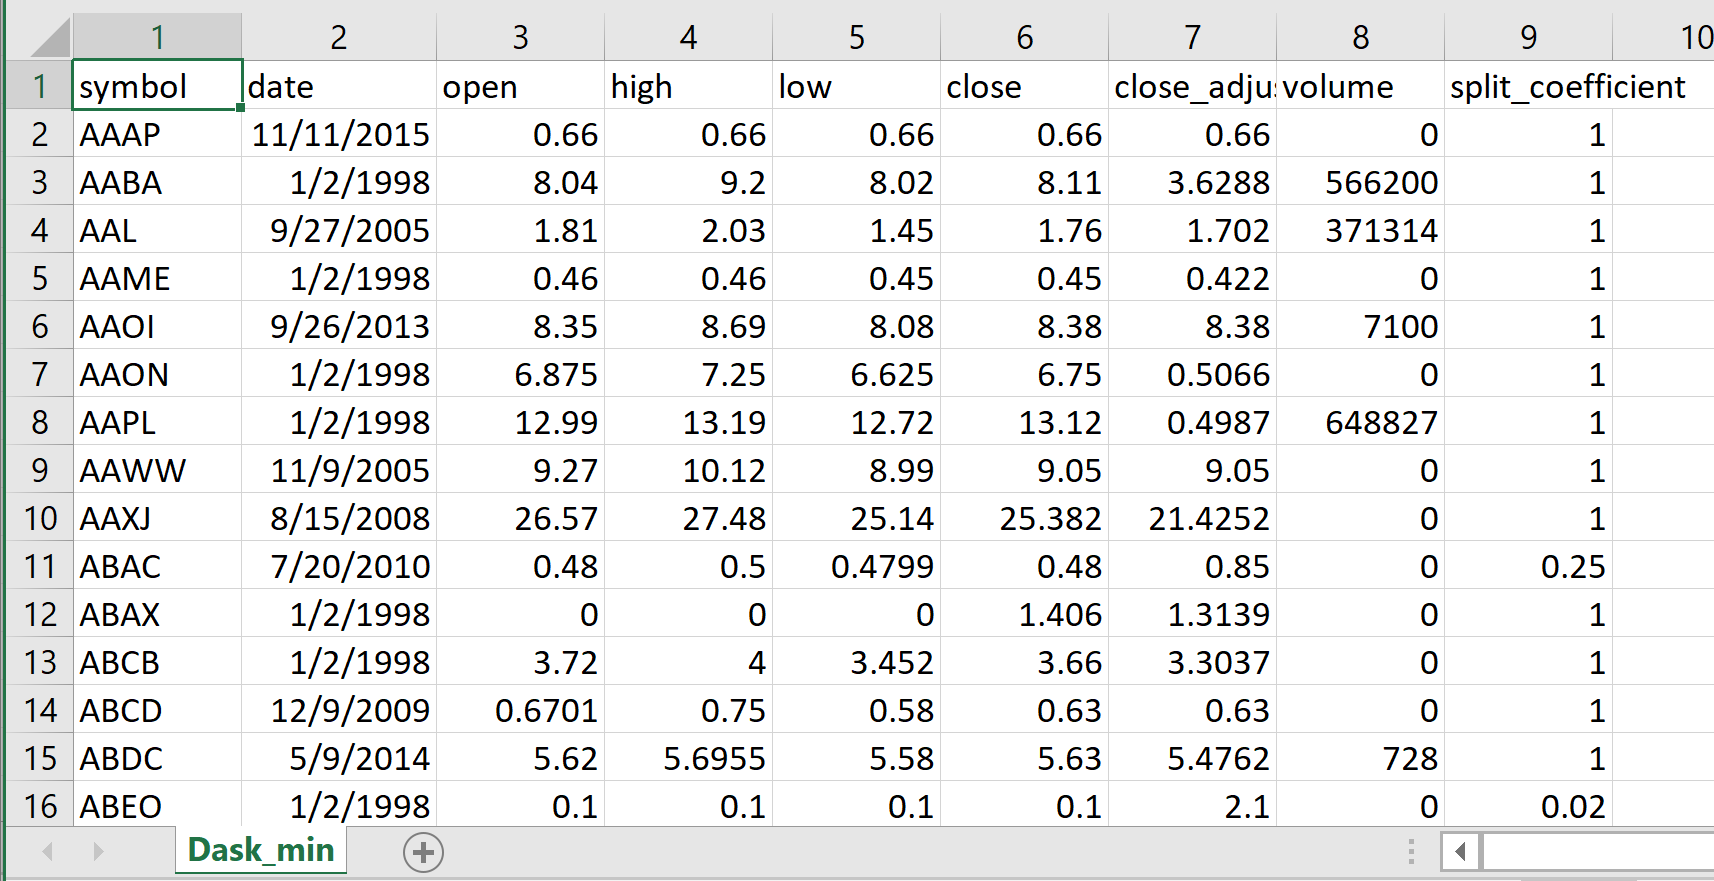 1 2 3 4 5 6 7 8 9 10
1 symbol date open high low close close_adju volume split_coefficient
2 AAAP 11/11/2015 0.66 0.66 0.66 0.66 0.66 0 1
3 AABA 1/2/1998 8.04 9.2 8.02 8.11 3.6288 566200 1
4 AAL 9/27/2005 1.81 2.03 1.45 1.76 1.702 371314 1
5 AAME 1/2/1998 0.46 0.46 0.45 0.45 0.422 0 1
6 AAOI 9/26/2013 8.35 8.69 8.08 8.38 8.38 7100 1
7 AAON 1/2/1998 6.875 7.25 6.625 6.75 0.5066 0 1
8 AAPL 1/2/1998 12.99 13.19 12.72 13.12 0.4987 648827 1
9 AAWW 11/9/2005 9.27 10.12 8.99 9.05 9.05 0 1
10 AAXJ 8/15/2008 26.57 27.48 25.14 25.382 21.4252 0 1
11 ABAC 7/20/2010 0.48 0.5 0.4799 0.48 0.85 0 0.25
12 ABAX 1/2/1998 0 0 0 1.406 1.3139 0 1
13 ABCB 1/2/1998 3.72 4 3.452 3.66 3.3037 0 1
14 ABCD 12/9/2009 0.6701 0.75 0.58 0.63 0.63 0 1
15 ABDC 5/9/2014 5.62 5.6955 5.58 5.63 5.4762 728 1
16 ABEO 1/2/1998 0.1 0.1 0.1 0.1 2.1 0 0.02
Dask_min